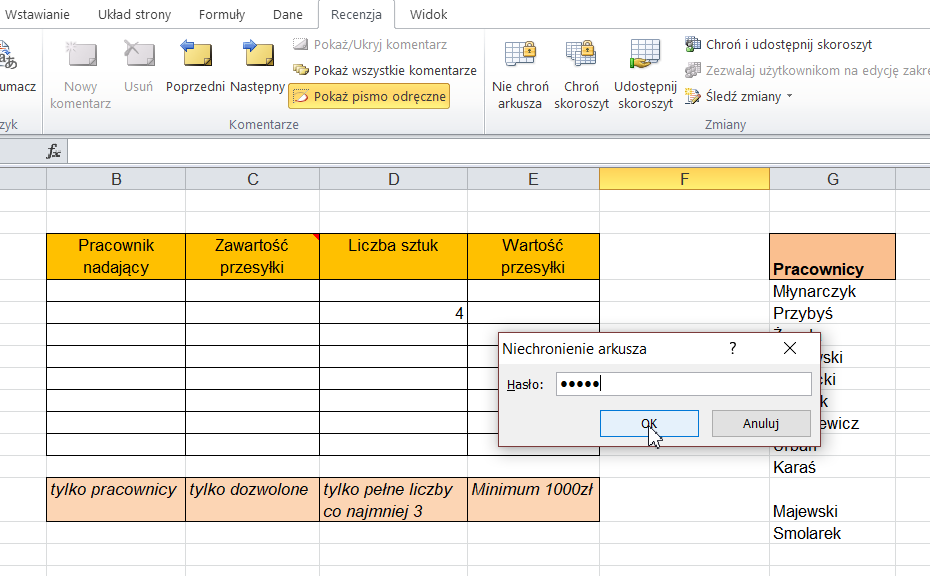 Wstawianie Układ strony Formuły Dane Recenzja Widok
Nowy komentarz
Usuń
Poprzedni
Następny
Pokaż/Ukryj komentarz
Pokaż wszystkie komentarze
Pokaż pismo odręczne
Komentarze
Nie chroń arkusza
Chroń skoroszyt
Udostępnij skoroszyt
Chroń i udostępnij skoroszyt
Zezwalaj użytkownikom na edycję
Śledź zmiany
Zmiany
fx
B C D E F G
Pracownik nadający
Zawartość przesyłki
Liczba sztuk
Wartość przesyłki
4
tylko pracownicy
tylko dozwolone
tylko pełne liczby
co najmniej 3
Minimum 1000zł
Niechronienie arkusza ?
Hasło: •••••
OK Anuluj
Pracownicy
Młynarczyk
Przybyś
Karaś
Majewski
Smolarek